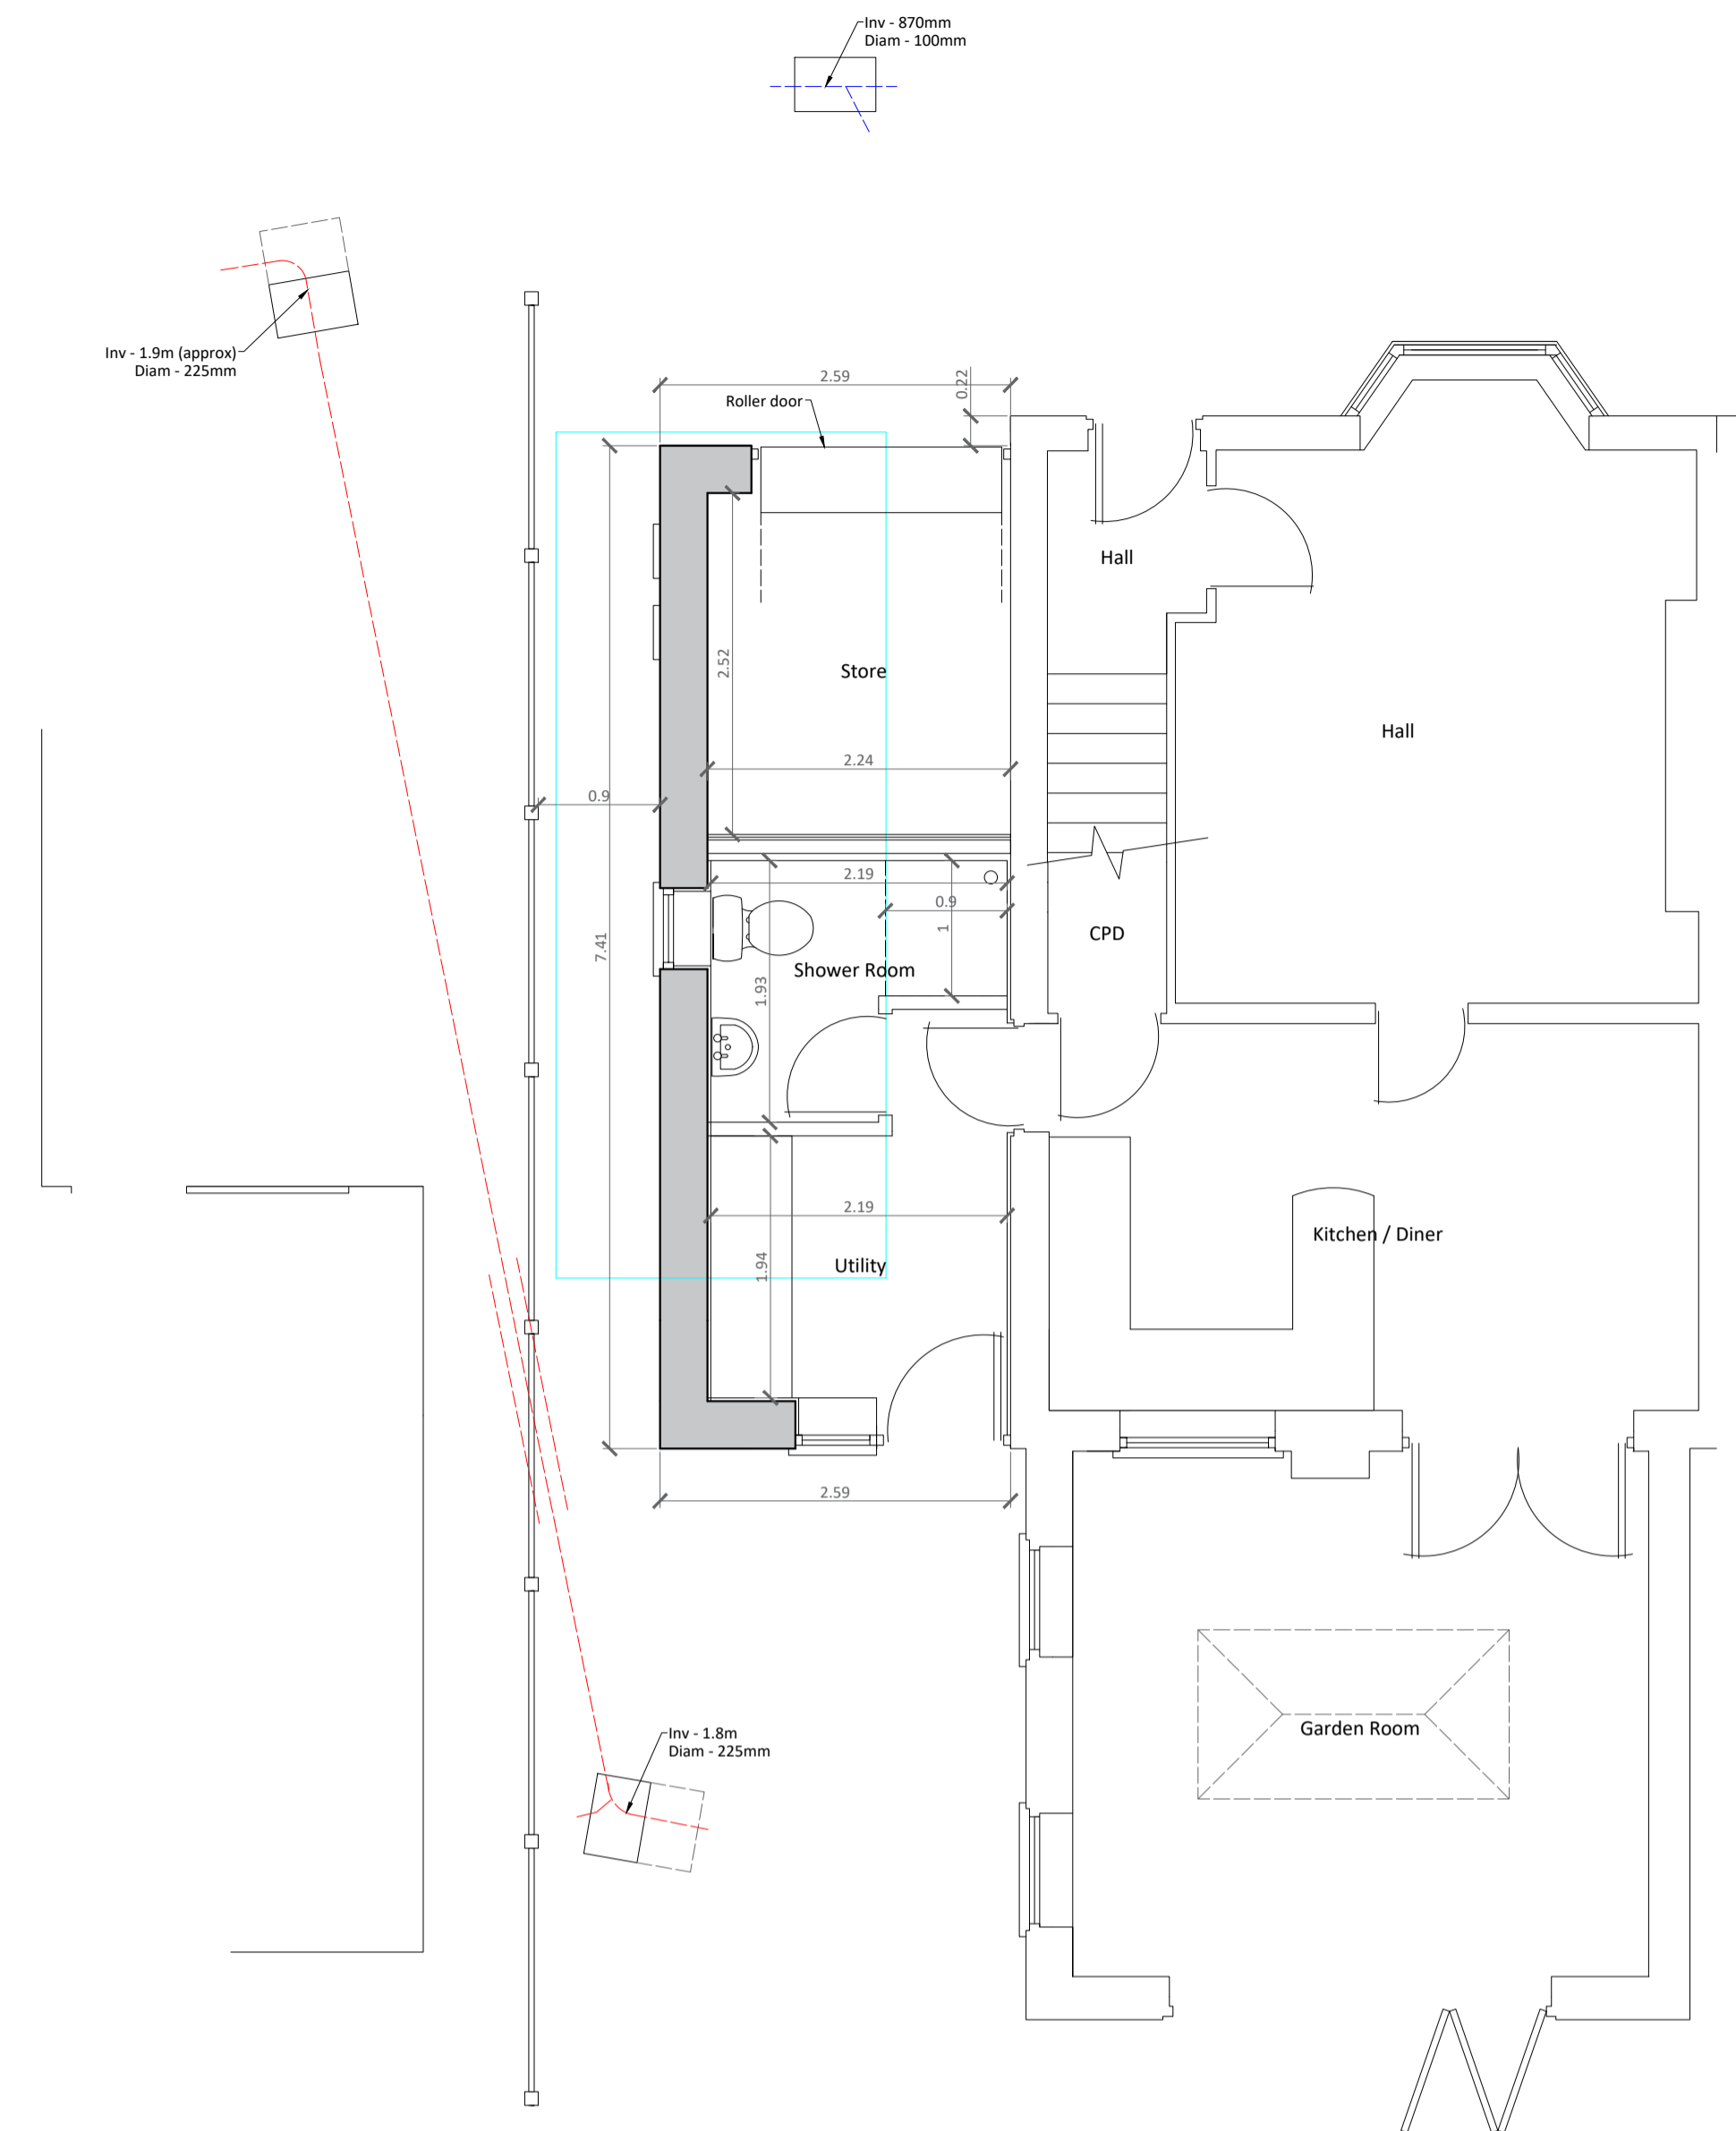 Inv - 870mm
Diam - 100mm
Inv - 1.9m (approx)
Diam - 225mm
2.59
0.22
Roller door
Hall
Store
2.52
Hall
2.24
0.9
2.19
0.9
1
CPD
7.41
Shower Room
1.93
2.19
Kitchen / Diner
Utility
1.94
2.59
Garden Room
Inv - 1.8m
Diam - 225mm